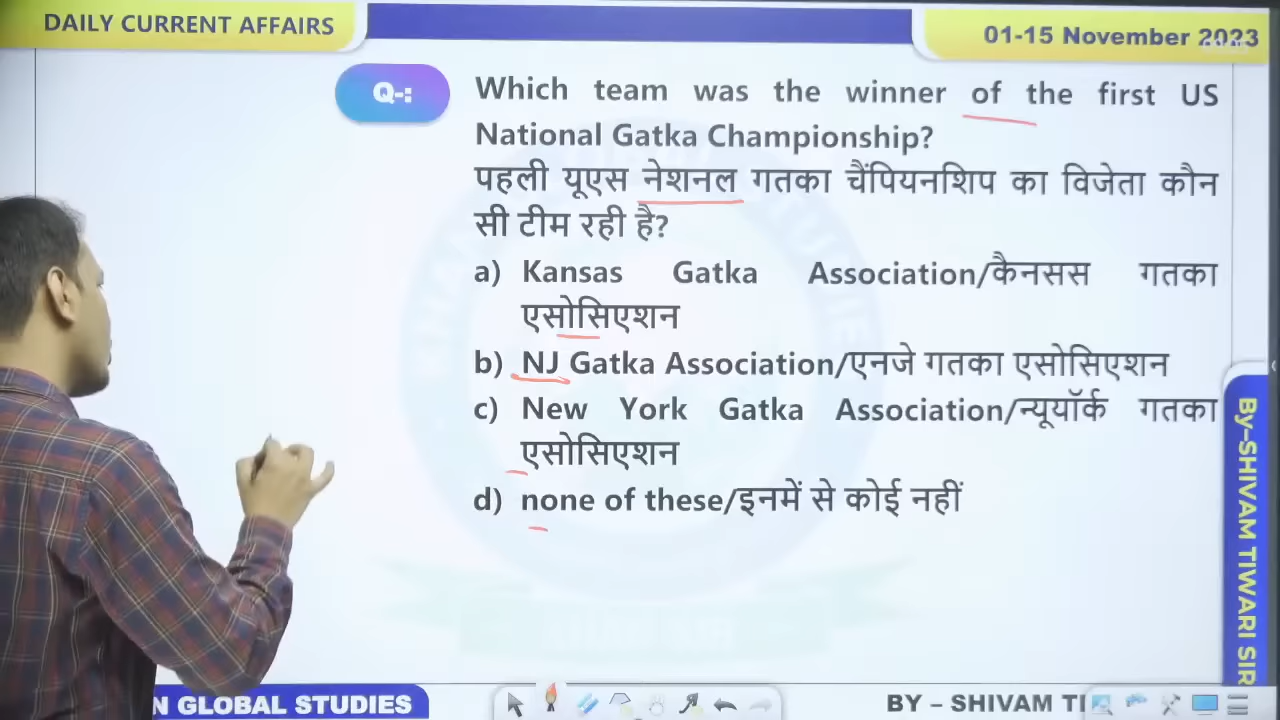 DAILY CURRENT AFFAIRS
01-15 November 2023
Q-:
Which team was the winner of the first US
National Gatka Championship?
पहली यूएस नेशनल गतका चैंपियनशिप का विजेता कौन
सी टीम रही है?
a) Kansas Gatka Association/कैनसस गतका
एसोसिएशन
b) NJ Gatka Association/एनजे गतका एसोसिएशन
c) New York Gatka Association/न्यूयॉर्क गतका
एसोसिएशन
d) none of these/इनमें से कोई नहीं
By-SHIVAM TIWARI SIR
N GLOBAL STUDIES
BY – SHIVAM TI